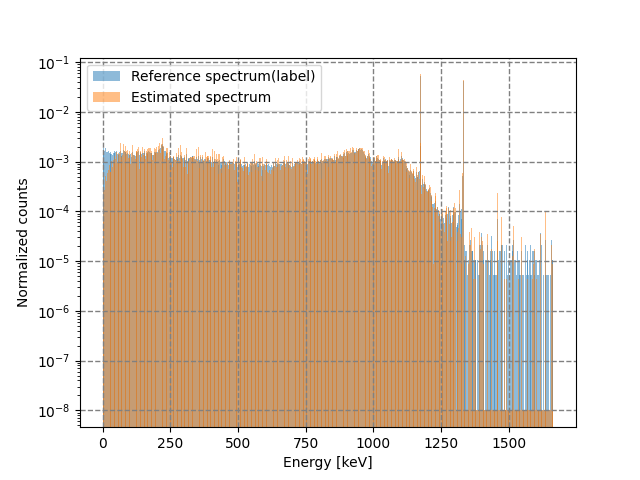 Reference spectrum(label)
Estimated spectrum
Normalized counts
10⁻¹
10⁻²
10⁻³
10⁻⁴
10⁻⁵
10⁻⁶
10⁻⁷
10⁻⁸
0 250 500 750 1000 1250 1500
Energy [keV]